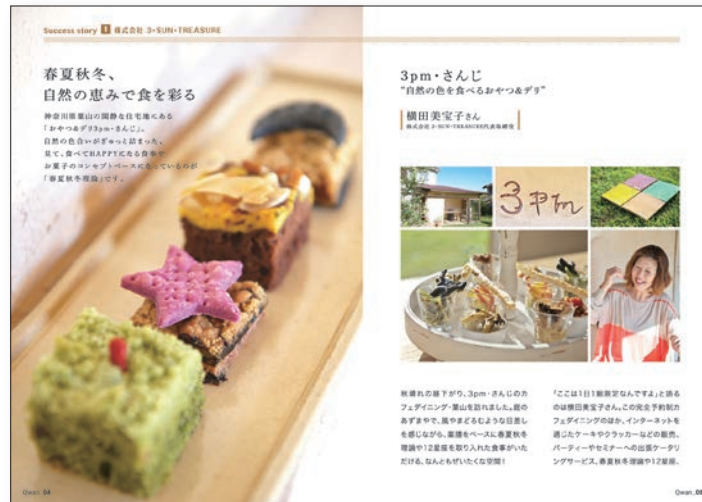 Success story 1 株式会社 3・SUN・TREASURE
春夏秋冬、
自然の恵みで食を彩る
神奈川県葉山の閑静な住宅地にある
「おやつ&デリ3pm・さんじ」。
自然の色合いがぎゅっと詰まった、
見て、食べてHAPPYになる食事や
お菓子のコンセプトベースになっているのが
「春夏秋冬理論」です。
3pm・さんじ
“自然の色を食べるおやつ&デリ”
横田美宝子さん
株式会社 3・SUN・TREASURE代表取締役
3pm
秋晴れの昼下がり、3pm・さんじのカ
フェダイニング・葉山を訪れました。庭の
あずまやで、風やまどろむような日差し
を感じながら、薬膳をベースに春夏秋冬
理論や12星座を取り入れた食事がいた
だける、なんともぜいたくな空間！
「ここは1日1組限定なんですよ」と語る
のは横田美宝子さん。この完全予約制カ
フェダイニングのほか、インターネットを
通じたケーキやクラッカーなどの販売、
パーティーやセミナーへの出張ケータリ
ングサービス、春夏秋冬理論や12星座、
Qwan_04
Qwan_05